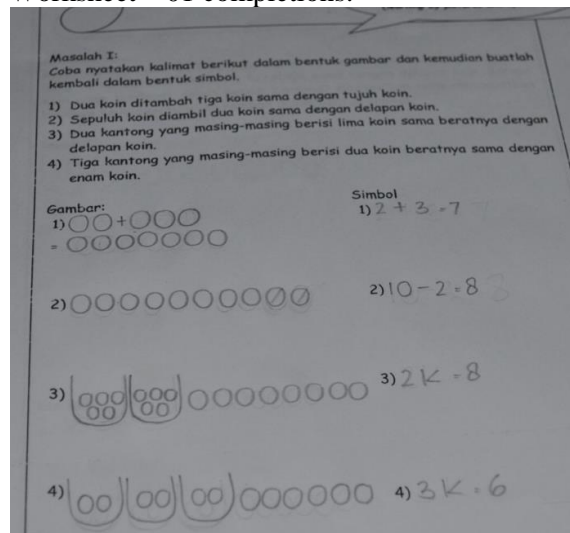 Masalah I:
Coba nyatakan kalimat berikut dalam bentuk gambar dan kemudian buatlah
kembali dalam bentuk simbol.
1) Dua koin ditambah tiga koin sama dengan tujuh koin.
2) Sepuluh koin diambil dua koin sama dengan delapan koin.
3) Dua kantong yang masing-masing berisi lima koin sama beratnya dengan
delapan koin.
4) Tiga kantong yang masing-masing berisi dua koin beratnya sama dengan
enam koin.
Gambar:
Simbol
1) +
=
1) 2 + 3 = 7
2)
2) 10 - 2 = 8
3)
3) 2K = 8
4)
4) 3K = 6